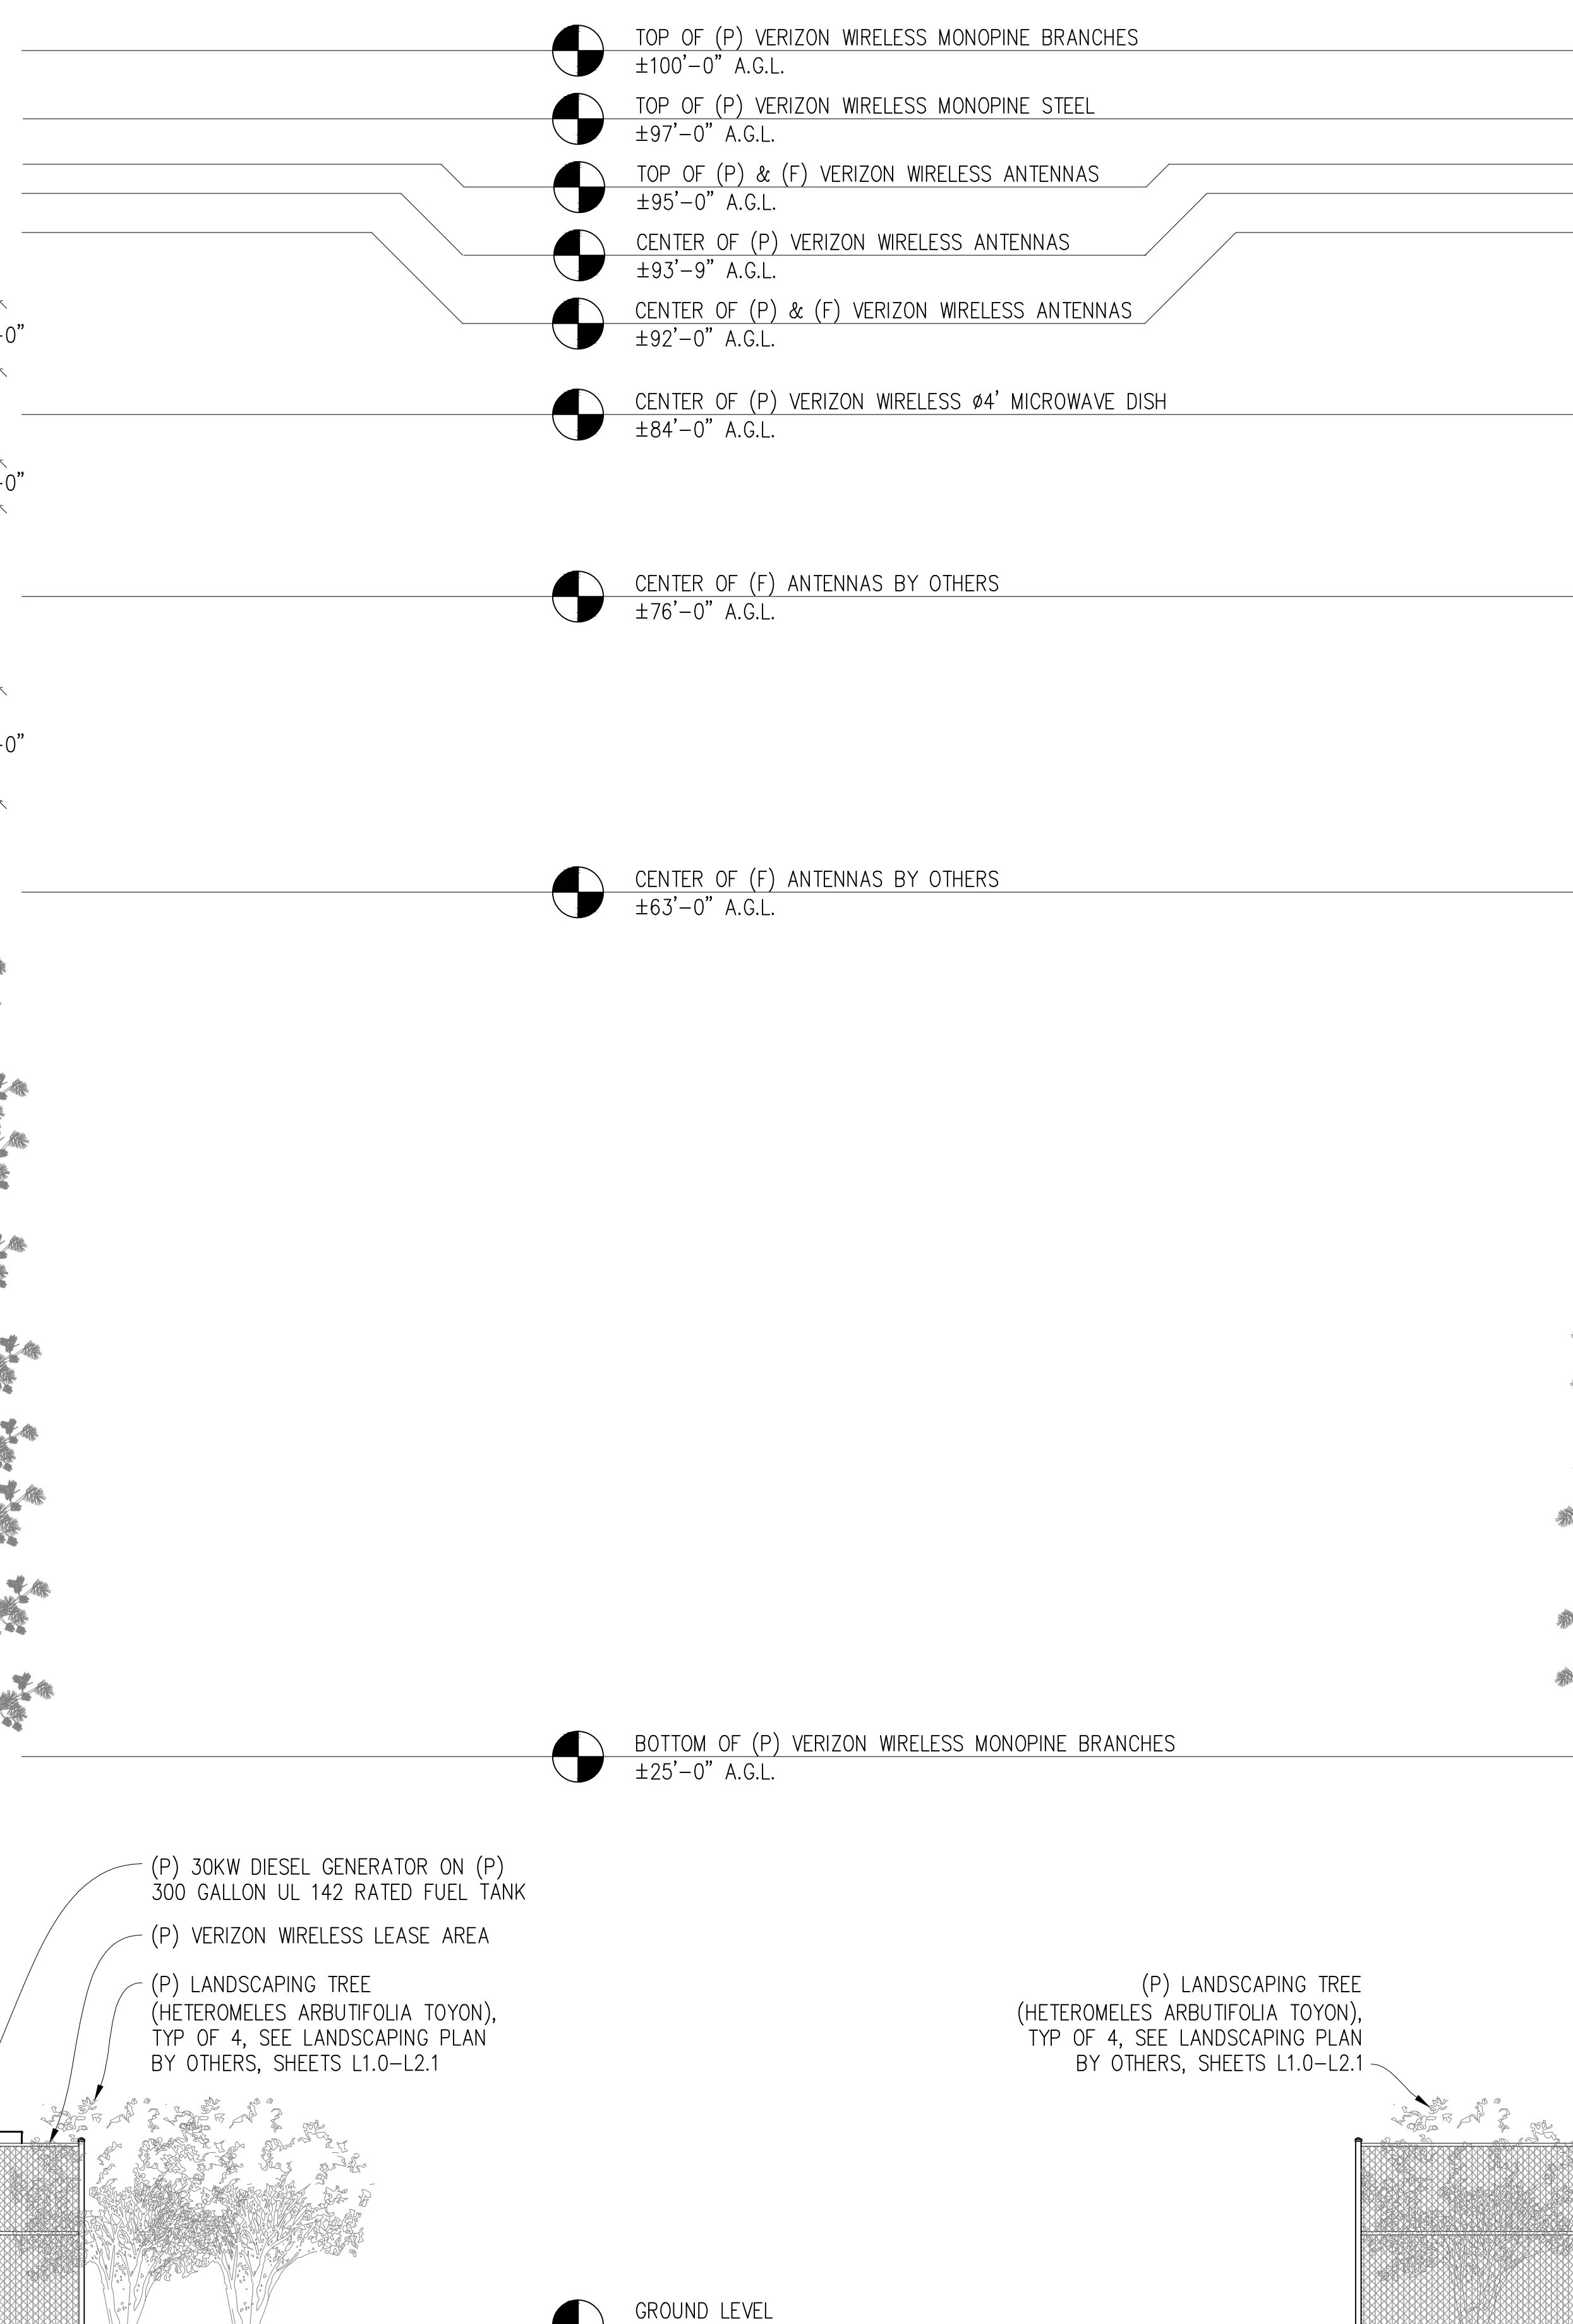 TOP OF (P) VERIZON WIRELESS MONOPINE BRANCHES
±100'-0" A.G.L.
TOP OF (P) VERIZON WIRELESS MONOPINE STEEL
±97'-0" A.G.L.
TOP OF (P) & (F) VERIZON WIRELESS ANTENNAS
±95'-0" A.G.L.
CENTER OF (P) VERIZON WIRELESS ANTENNAS
±93'-9" A.G.L.
CENTER OF (P) & (F) VERIZON WIRELESS ANTENNAS
-0"
±92'-0" A.G.L.
CENTER OF (P) VERIZON WIRELESS ø4' MICROWAVE DISH
±84'-0" A.G.L.
-0"
CENTER OF (F) ANTENNAS BY OTHERS
±76'-0" A.G.L.
-0"
CENTER OF (F) ANTENNAS BY OTHERS
±63'-0" A.G.L.
BOTTOM OF (P) VERIZON WIRELESS MONOPINE BRANCHES
±25'-0" A.G.L.
(P) 30KW DIESEL GENERATOR ON (P)
300 GALLON UL 142 RATED FUEL TANK
(P) VERIZON WIRELESS LEASE AREA
(P) LANDSCAPING TREE
(HETEROMELES ARBUTIFOLIA TOYON),
TYP OF 4, SEE LANDSCAPING PLAN
BY OTHERS, SHEETS L1.0-L2.1
(P) LANDSCAPING TREE
(HETEROMELES ARBUTIFOLIA TOYON),
TYP OF 4, SEE LANDSCAPING PLAN
BY OTHERS, SHEETS L1.0-L2.1
GROUND LEVEL